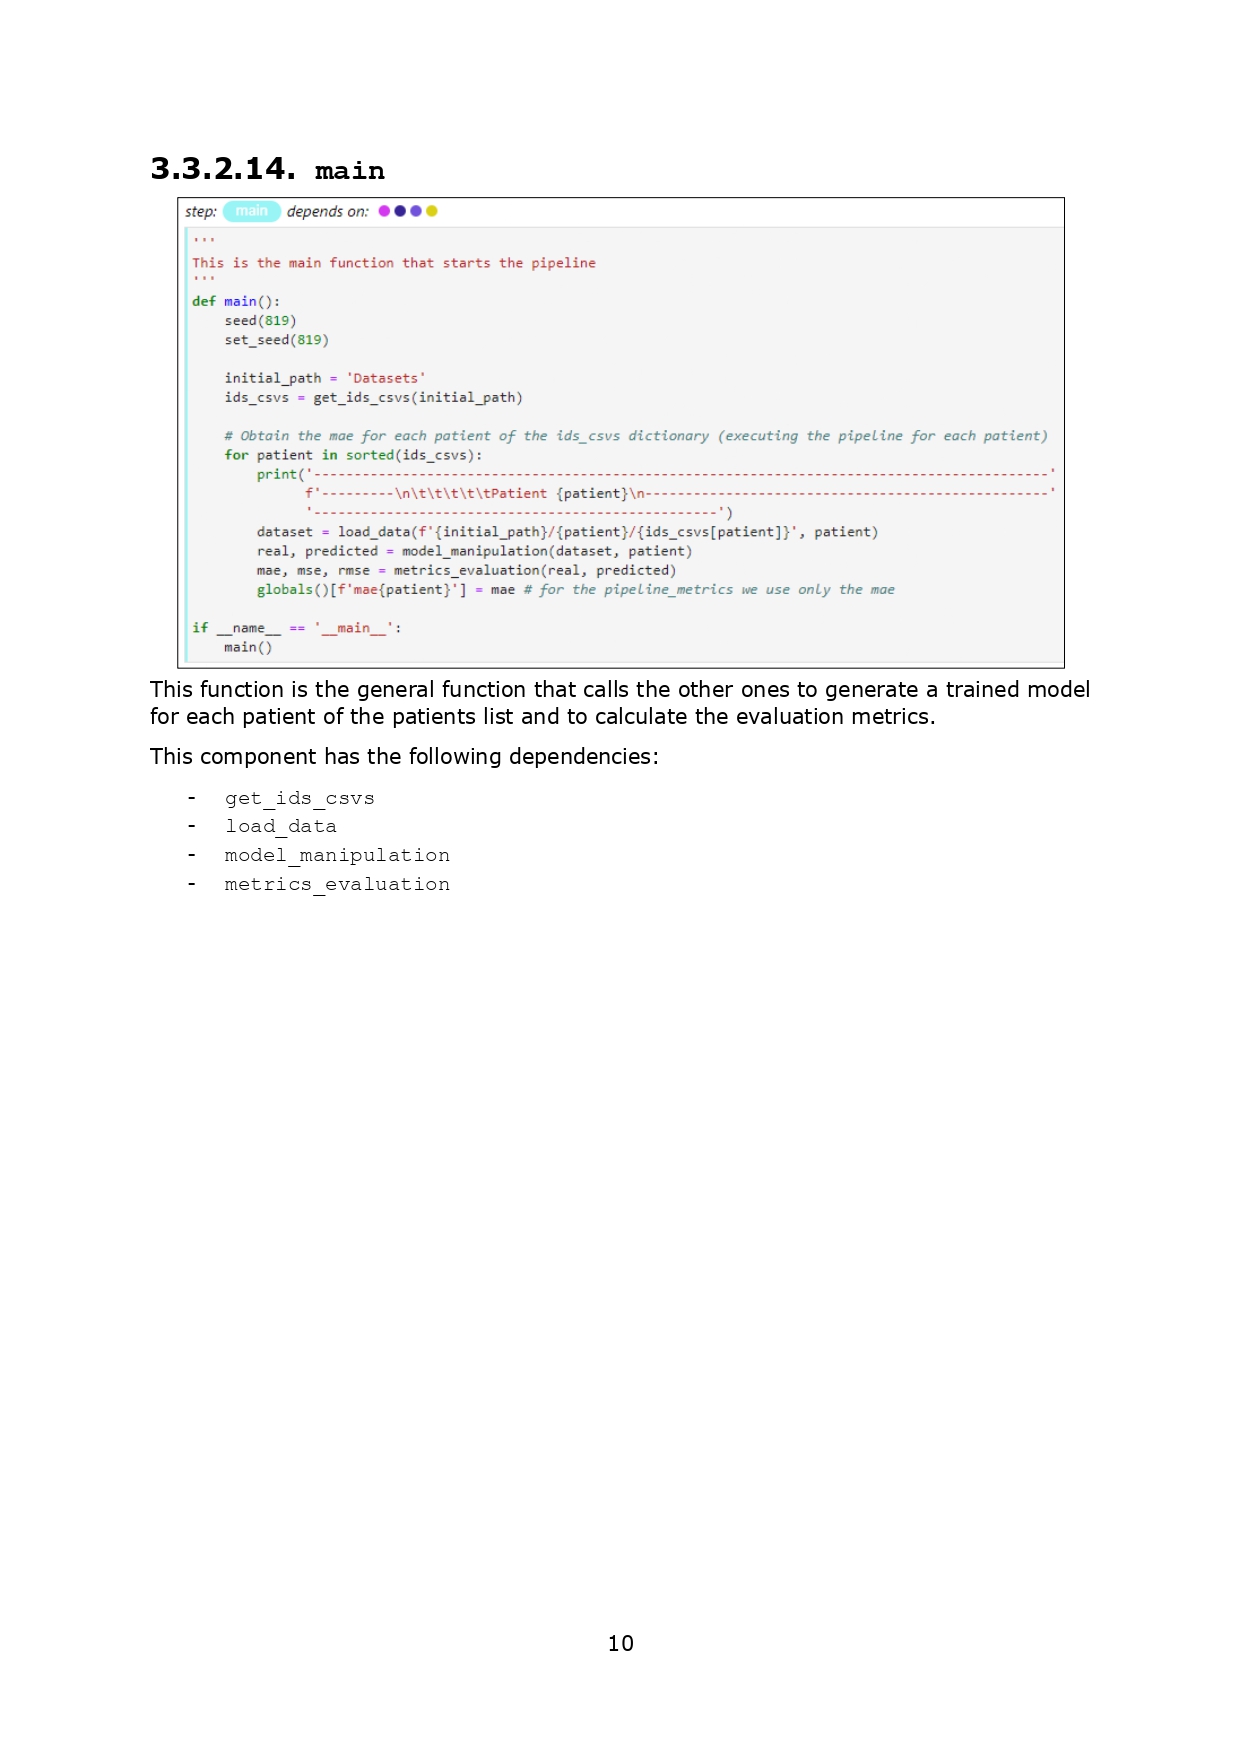 3.3.2.14. main
step: main depends on:
'''
This is the main function that starts the pipeline
'''
def main():
    seed(819)
    set_seed(819)
    initial_path = 'Datasets'
    ids_csvs = get_ids_csvs(initial_path)
    # Obtain the mae for each patient of the ids_csvs dictionary (executing the pipeline for each patient)
    for patient in sorted(ids_csvs):
        print('-------------------------------------------------------------------------------------------'
              f'---------\n\t\t\t\t\tPatient {patient}\n--------------------------------------------------'
              '--------------------------------------------------')
        dataset = load_data(f'{initial_path}/{patient}/{ids_csvs[patient]}', patient)
        real, predicted = model_manipulation(dataset, patient)
        mae, mse, rmse = metrics_evaluation(real, predicted)
        globals()[f'mae{patient}'] = mae # for the pipeline_metrics we use only the mae
if __name__ == '__main__':
    main()
This function is the general function that calls the other ones to generate a trained model
for each patient of the patients list and to calculate the evaluation metrics.
This component has the following dependencies:
- get_ids_csvs
- load_data
- model_manipulation
- metrics_evaluation
10